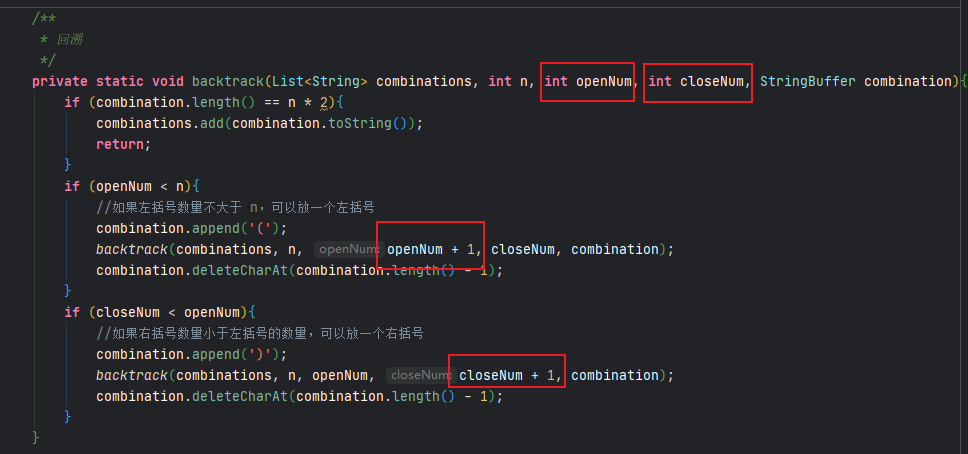 /**
 * 回溯
 */
private static void backtrack(List<String> combinations, int n, int openNum, int closeNum, StringBuffer combination){
    if (combination.length() == n * 2){
        combinations.add(combination.toString());
        return;
    }
    if (openNum < n){
        //如果左括号数量不大于 n，可以放一个左括号
        combination.append('(');
        backtrack(combinations, n, openNum: openNum + 1, closeNum, combination);
        combination.deleteCharAt(combination.length() - 1);
    }
    if (closeNum < openNum){
        //如果右括号数量小于左括号的数量，可以放一个右括号
        combination.append(')');
        backtrack(combinations, n, openNum, closeNum: closeNum + 1, combination);
        combination.deleteCharAt(combination.length() - 1);
    }
}